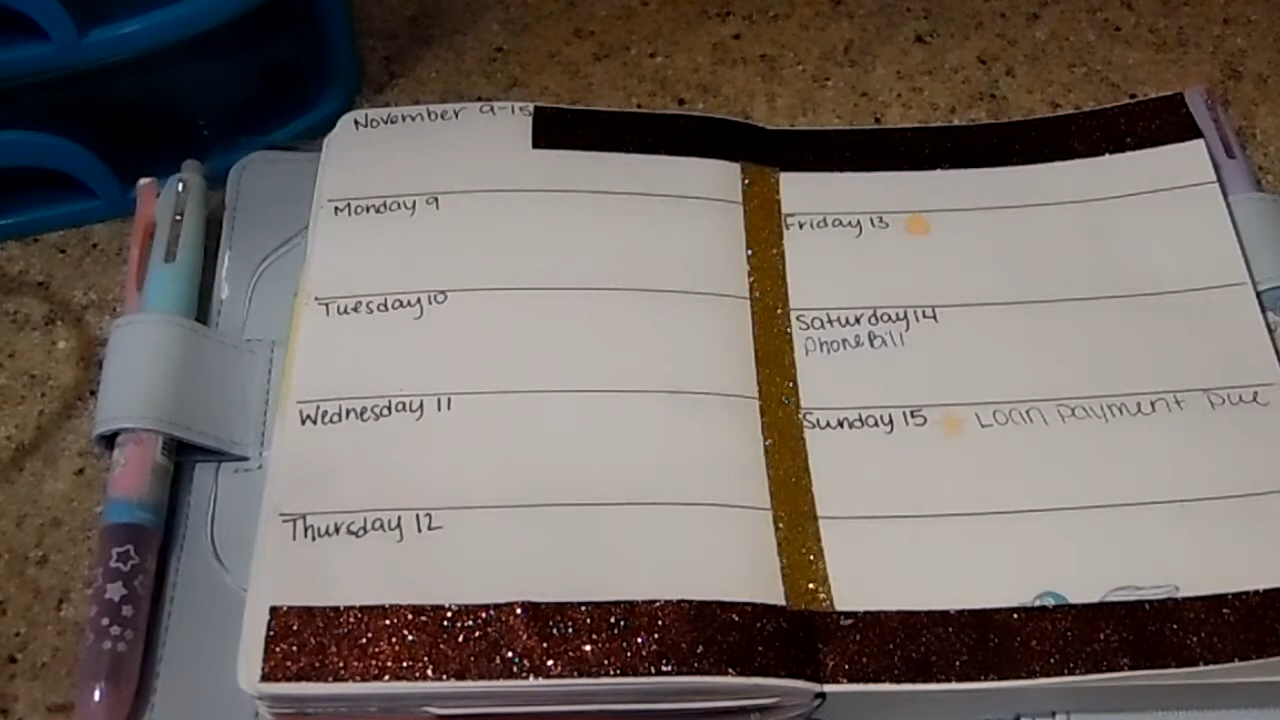 November 9-15
Monday 9
Tuesday 10
Wednesday 11
Thursday 12
Friday 13
Saturday 14
Phone Bill
Sunday 15 Loan payment Due